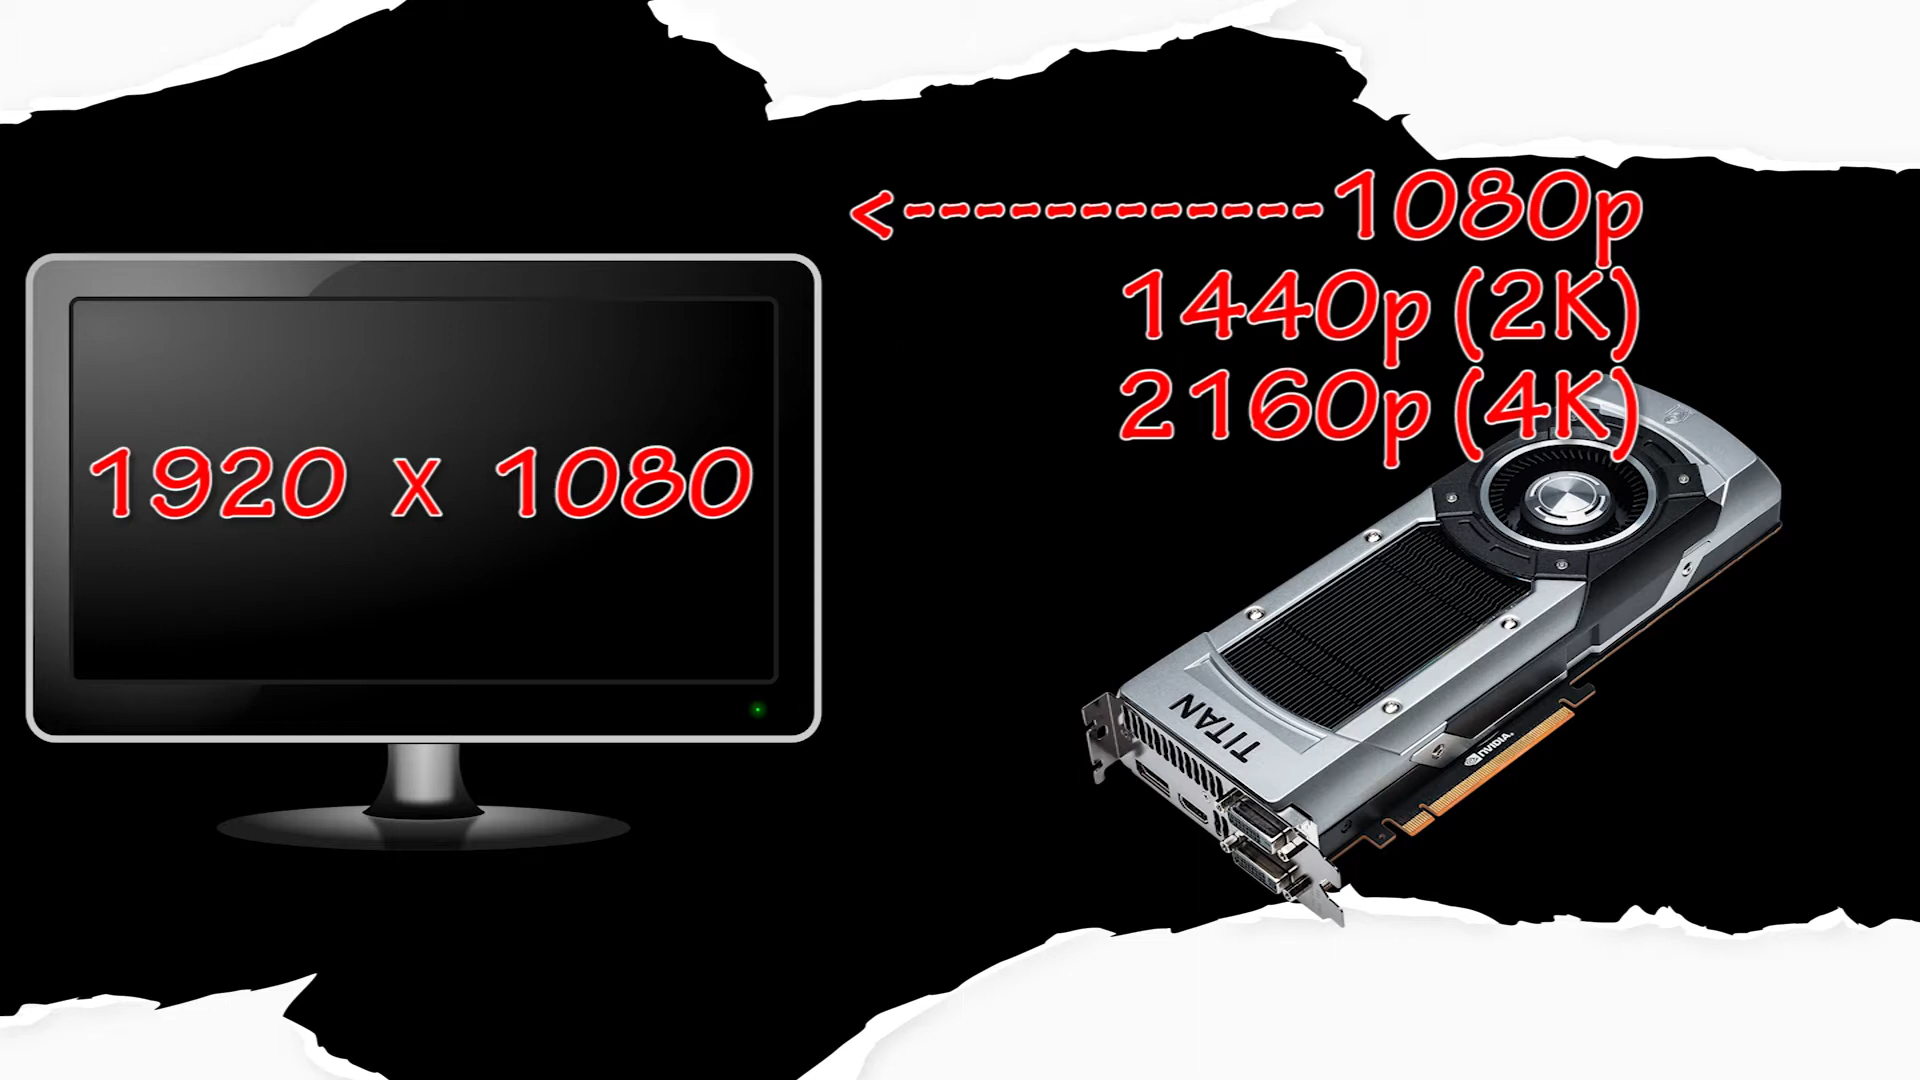 <------------1080p
1440p (2K)
2160p (4K)
1920 x 1080
TITAN
NVIDIA